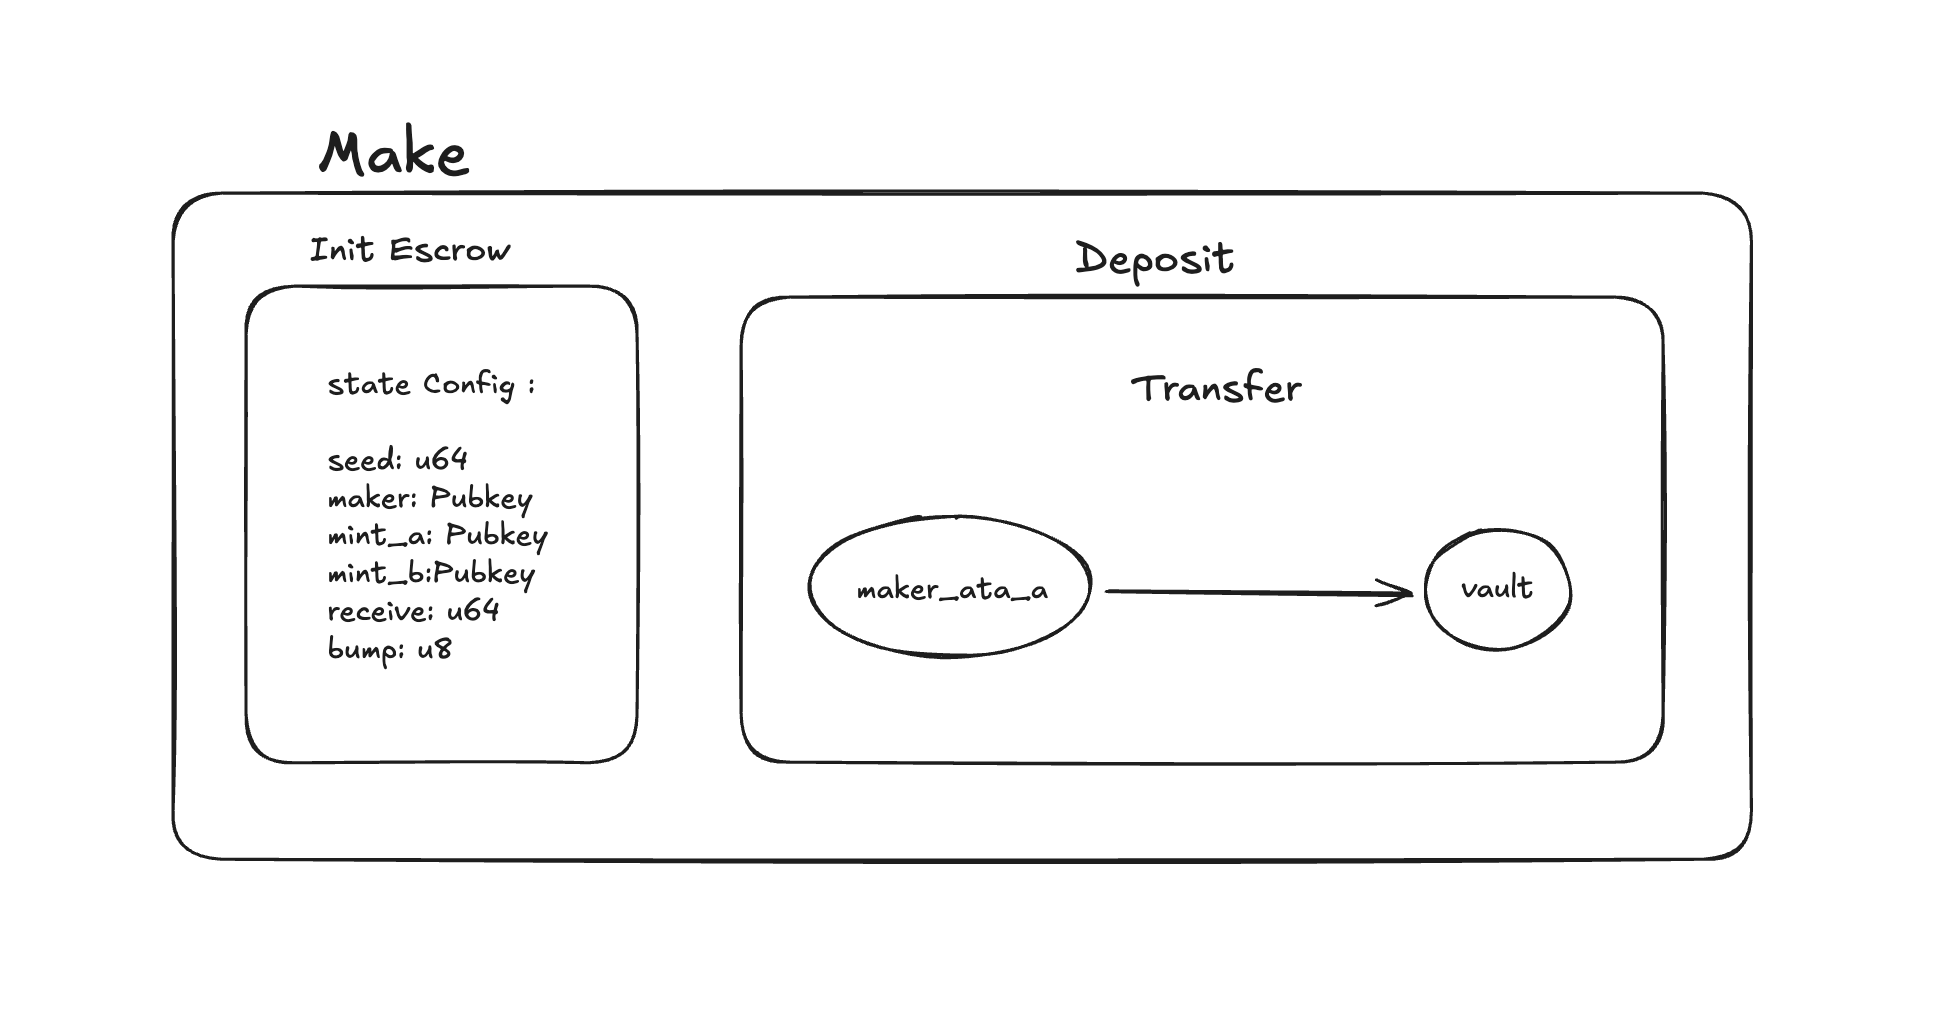 Make
Init Escrow
state Config :
seed: u64
maker: Pubkey
mint_a: Pubkey
mint_b:Pubkey
receive: u64
bump: u8
Deposit
Transfer
maker_ata_a
vault